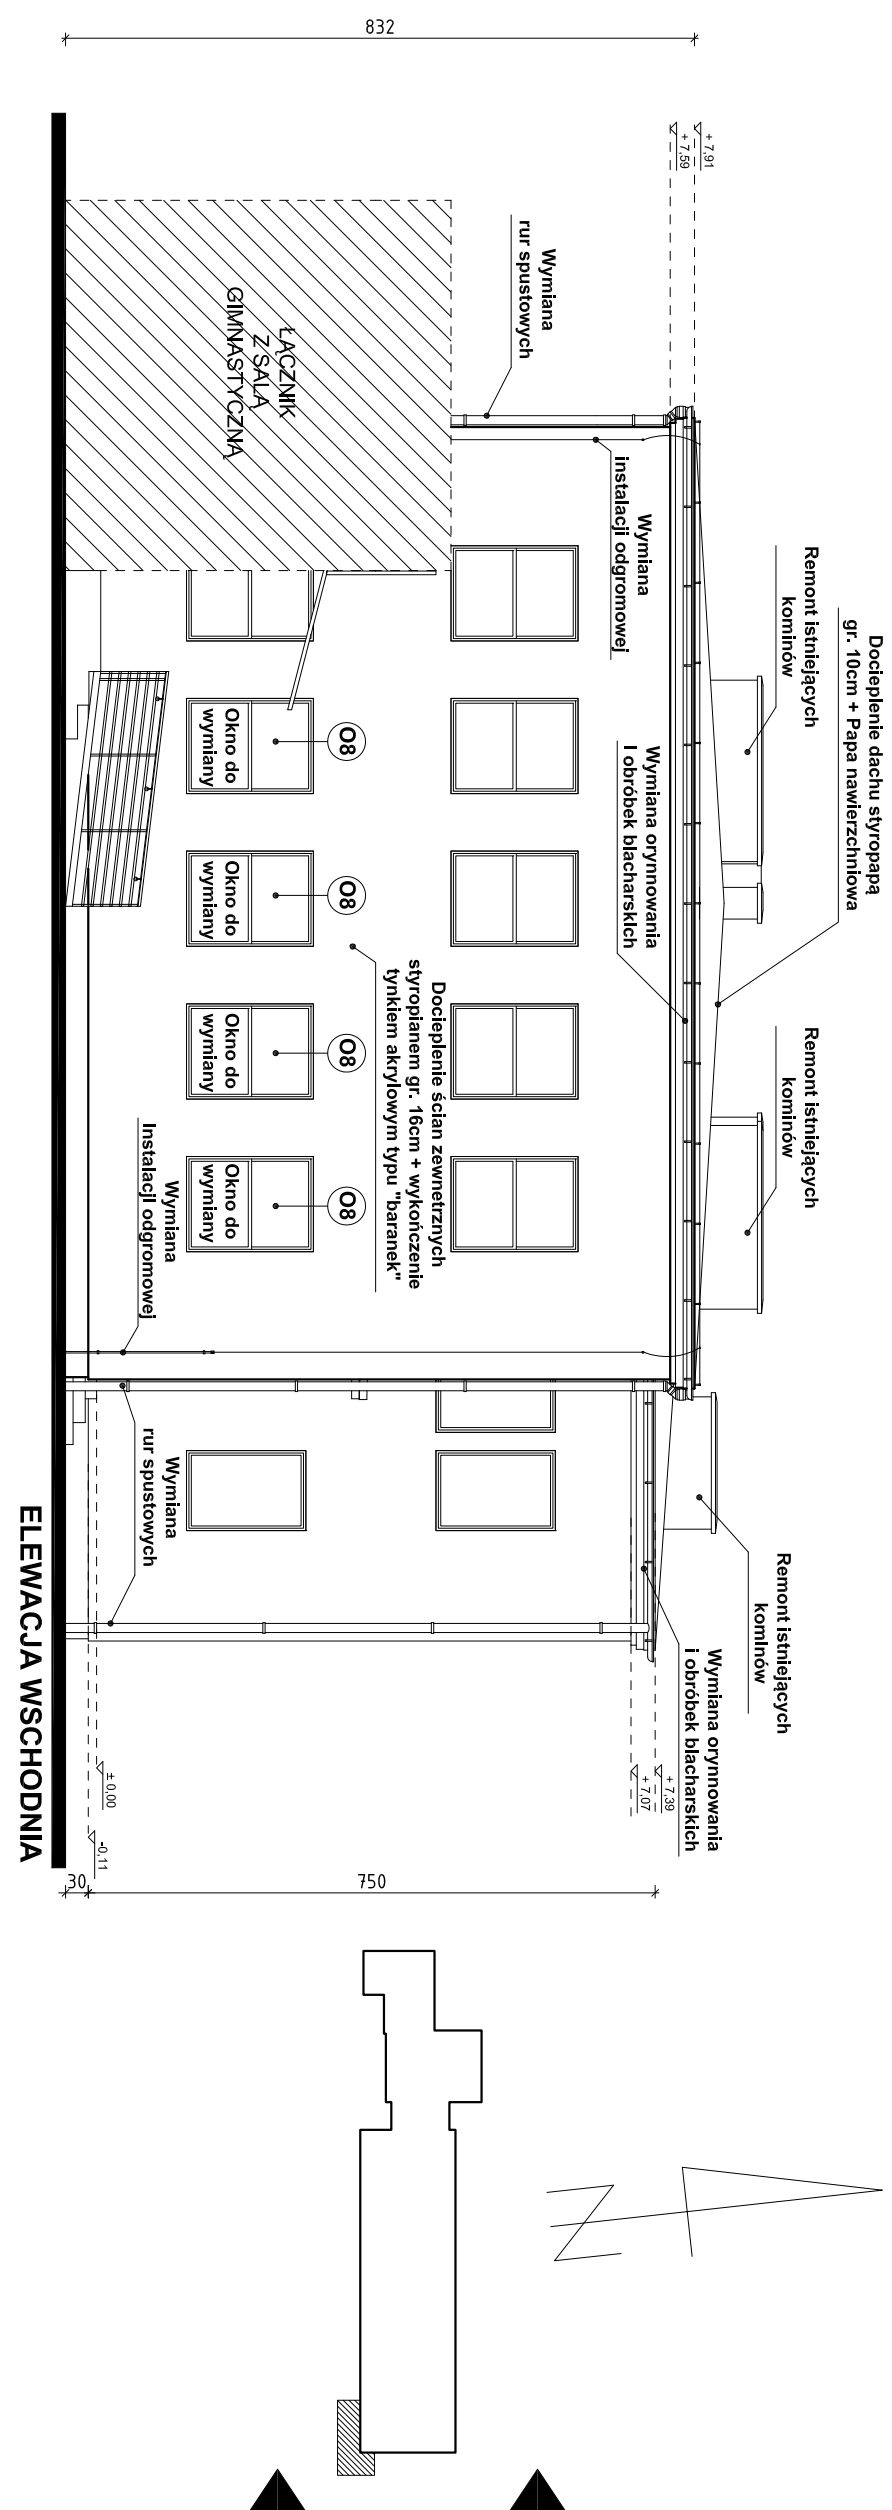 832
+ 7,91
+ 7,59
Wymiana
rur spustowych
ŁĄCZNIK
Z SALĄ
GIMNASTYCZNĄ
Wymiana
instalacji odgromowej
Remont istniejących
kominów
Docieplenie dachu styropapą
gr. 10cm + Papa nawierzchniowa
Wymiana orynnowania
i obróbek blacharskich
O8
Okno do
wymiany
O8
Okno do
wymiany
O8
Okno do
wymiany
O8
Okno do
wymiany
Docieplenie ścian zewnetrznych
styropianem gr. 16cm + wykończenie
tynkiem akrylowym typu "baranek"
Remont istniejących
kominów
Wymiana
instalacji odgromowej
Wymiana
rur spustowych
Remont istniejących
kominów
Wymiana orynnowania
i obróbek blacharskich
+ 7,39
+ 7,07
± 0,00
-0,11
30
750
ELEWACJA WSCHODNIA
N